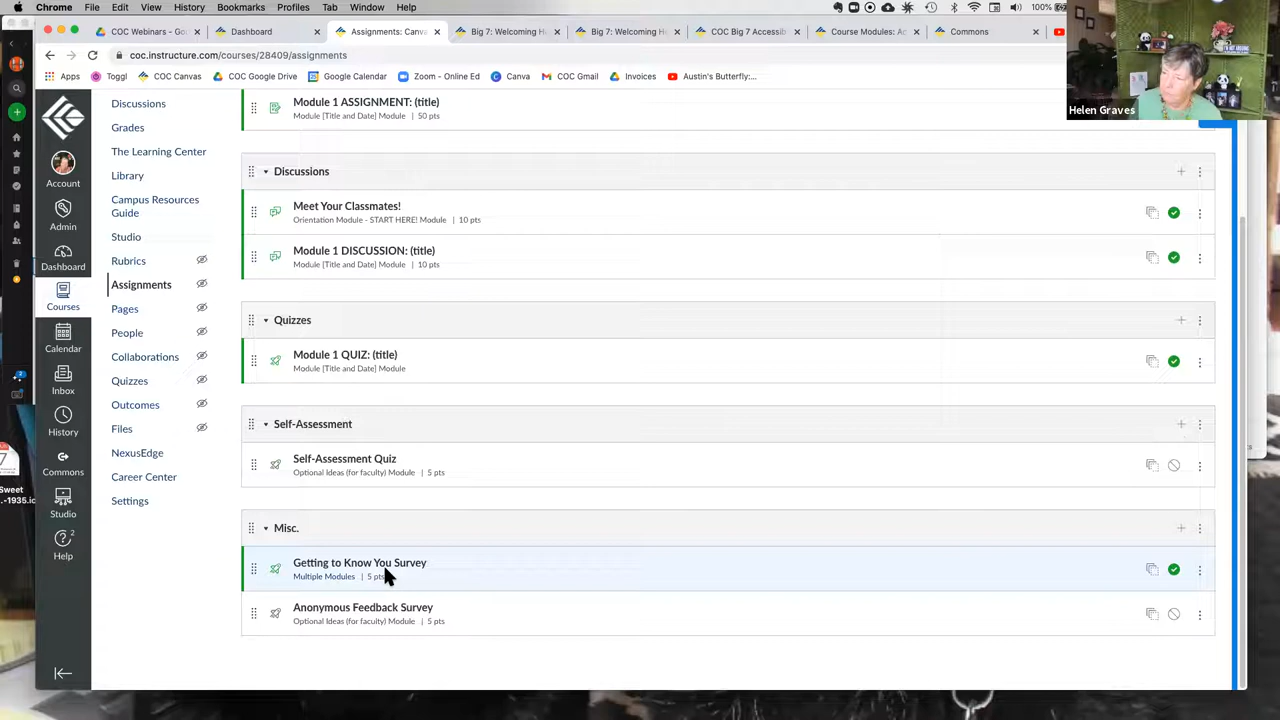 Chrome File Edit View History Bookmarks Profiles Tab Window Help 100%
COC Webinars - Go
Dashboard
Assignments: Canva
Big 7: Welcoming H
Big 7: Welcoming H
COC Big 7 Accessib
Course Modules: Ac
Commons
coc.instructure.com/courses/28409/assignments
Apps Toggl COC Canvas COC Google Drive Google Calendar Zoom - Online Ed Canva COC Gmail Invoices Austin's Butterfly:...
Helen Graves
Account
Admin
Dashboard
Courses
Calendar
Inbox
History
Commons
Studio
2
Help
Discussions
Grades
The Learning Center
Library
Campus Resources
Guide
Studio
Rubrics
Assignments
Pages
People
Collaborations
Quizzes
Outcomes
Files
NexusEdge
Career Center
Settings
Module 1 ASSIGNMENT: (title)
Module [Title and Date] Module | 50 pts
Discussions
Meet Your Classmates!
Orientation Module - START HERE! Module | 10 pts
Module 1 DISCUSSION: (title)
Module [Title and Date] Module | 10 pts
Quizzes
Module 1 QUIZ: (title)
Module [Title and Date] Module
Self-Assessment
Self-Assessment Quiz
Optional Ideas (for faculty) Module | 5 pts
Misc.
Getting to Know You Survey
Multiple Modules | 5 pts
Anonymous Feedback Survey
Optional Ideas (for faculty) Module | 5 pts
Sweet
-1935.ic